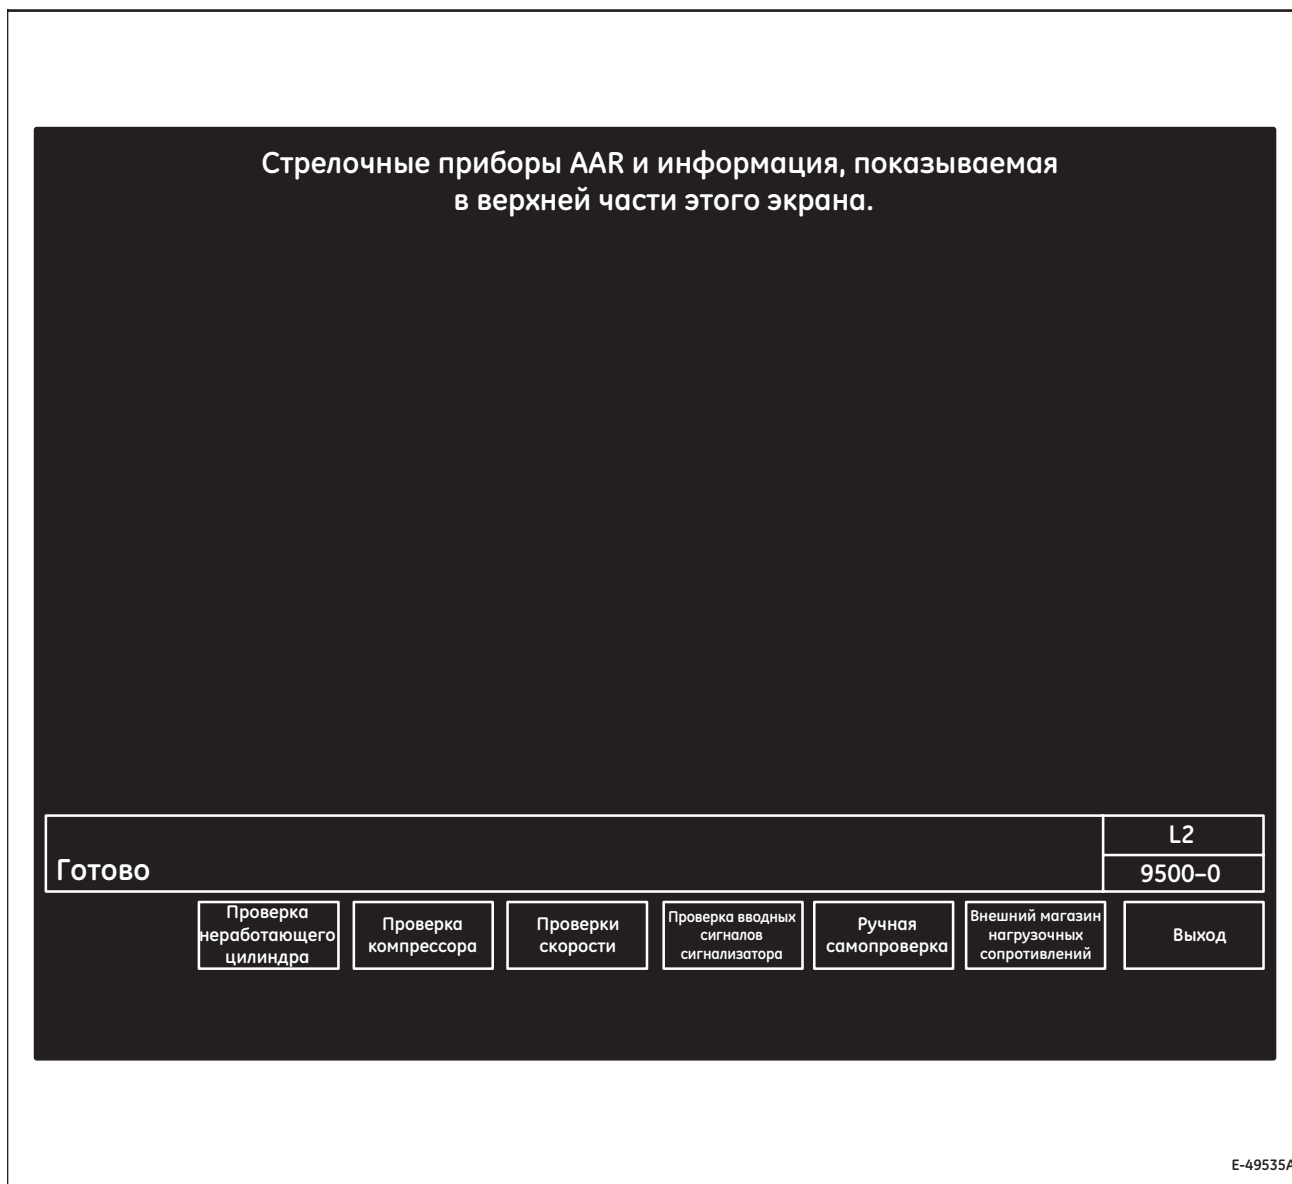 Стрелочные приборы AAR и информация, показываемая
в верхней части этого экрана.
L2
Готово
9500–0
Проверка
неработающего
цилиндра
Проверка
компрессора
Проверки
скорости
Проверка вводных
сигналов
сигнализатора
Ручная
самопроверка
Внешний магазин
нагрузочных
сопротивлений
Выход
E-49535A